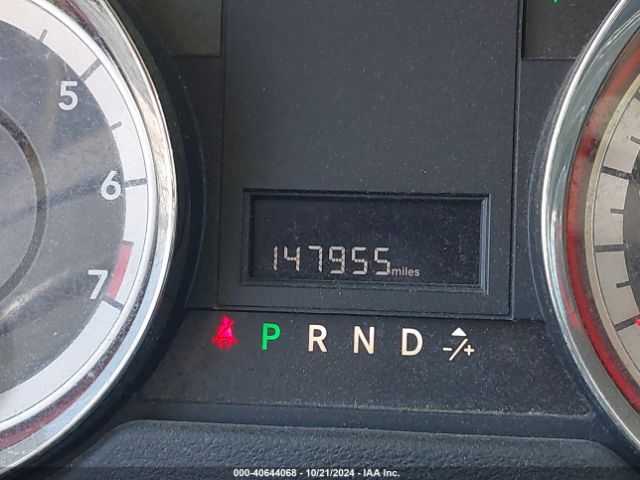 5
6
7
147955 miles
P R N D -/+
000-40644068 - 10/21/2024 - IAA Inc.